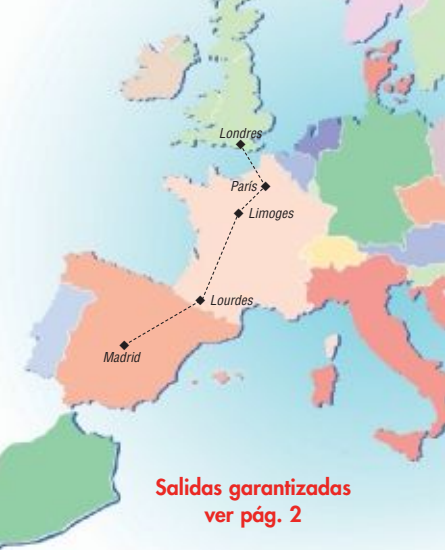 Londres
París
Limoges
Lourdes
Madrid
Salidas garantizadas
ver pág. 2